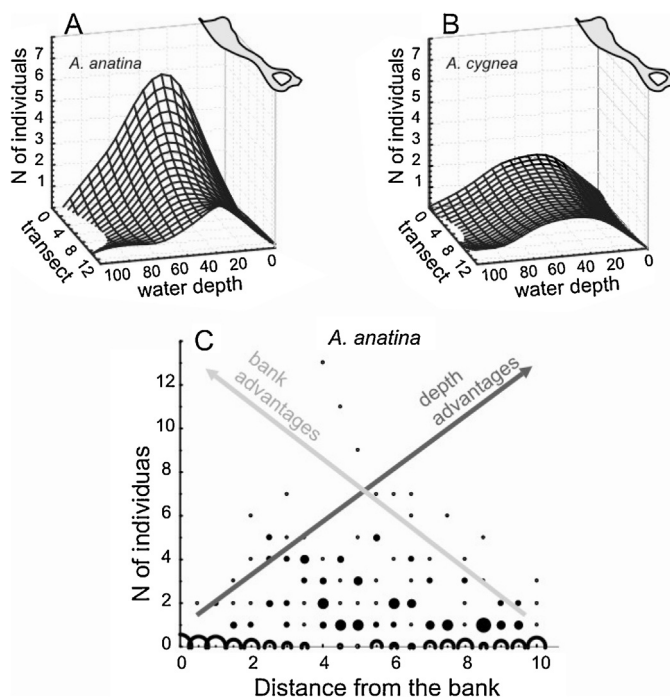 A
B
A. anatina
A. cygnea
N of individuals
7
6
5
4
3
2
1
0
4
8
12
transect
100
80
60
40
20
0
water depth
N of individuals
7
6
5
4
3
2
1
0
4
8
12
transect
100
80
60
40
20
0
water depth
C
A. anatina
bank
advantages
depth
advantages
N of individuas
12
10
8
6
4
2
0
0
2
4
6
8
10
Distance from the bank